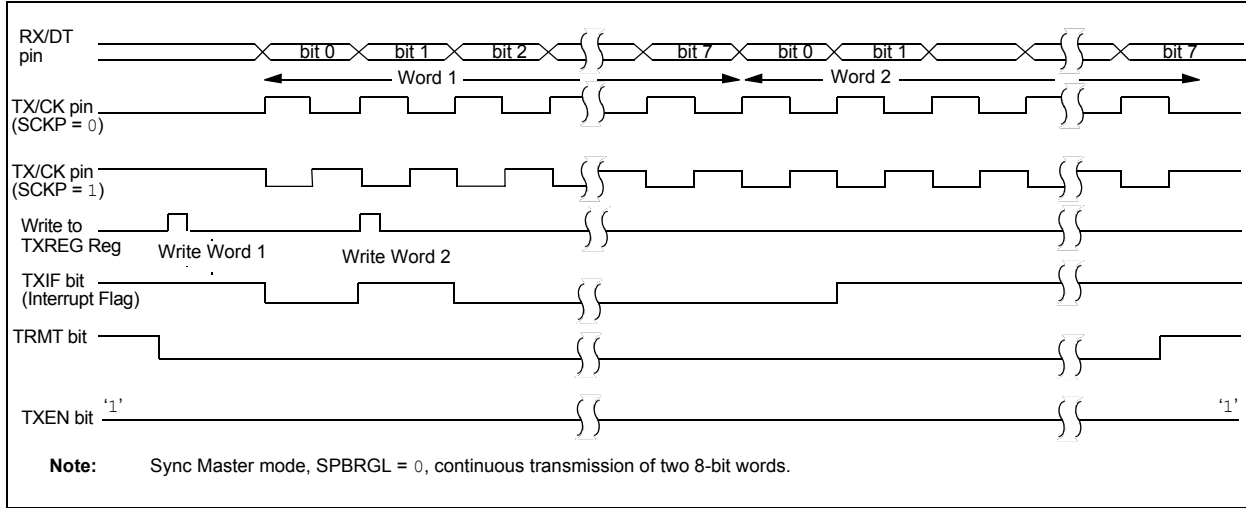 RX/DT
pin
bit 0 bit 1 bit 2 bit 7 bit 0 bit 1 bit 7
Word 1 Word 2
TX/CK pin
(SCKP = 0)
TX/CK pin
(SCKP = 1)
Write to
TXREG Reg
Write Word 1 Write Word 2
TXIF bit
(Interrupt Flag)
TRMT bit
‘1’ ‘1’
TXEN bit
Note: Sync Master mode, SPBRGL = 0, continuous transmission of two 8-bit words.